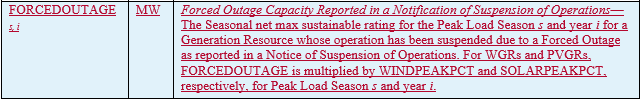 FORCEDOUTAGE MW Forced Outage Capacity Reported in a Notification of Suspension of Operations—
s, i The Seasonal net max sustainable rating for the Peak Load Season s and year i for a
Generation Resource whose operation has been suspended due to a Forced Outage
as reported in a Notice of Suspension of Operations. For WGRs and PVGRs,
FORCEDOUTAGE is multiplied by WINDPEAKPCT and SOLARPEAKPCT,
respectively, for Peak Load Season s and year i.